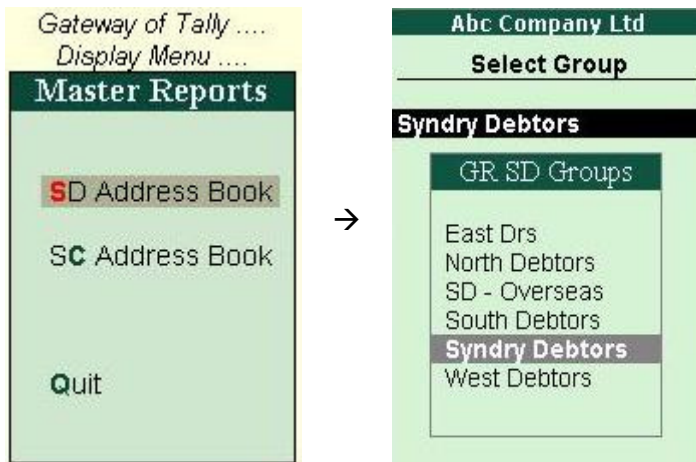 Gateway of Tally ....
Display Menu ....
Master Reports
SD Address Book
SC Address Book
Quit
→
Abc Company Ltd
Select Group
Syndry Debtors
GR SD Groups
East Drs
North Debtors
SD - Overseas
South Debtors
Syndry Debtors
West Debtors